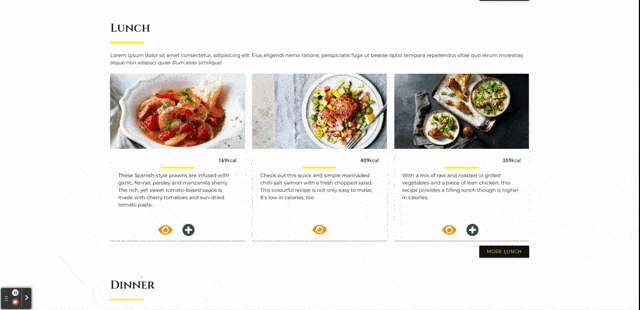 Lunch
Lorem ipsum dolor sit amet consectetur, adipisicing elit. Eius eligendi nemo ratione, perspiciatis fuga ut beatae optio tempora repellendus vitae quo rerum molestias
atque non adipisci quae illum alias similique!
169kcal
These Spanish-style prawns are infused with
garlic, fennel, parsley and manzanilla sherry.
The rich, yet sweet tomato-based sauce is
made with cherry tomatoes and sun-dried
tomato paste.
409kcal
Check out this quick and simple marinaded
chilli-salt salmon with a fresh chopped salad.
This colourful recipe is not only easy to make,
it's low in calories, too
359kcal
With a mix of raw and roasted or grilled
vegetables and a piece of lean chicken, this
recipe provides a filling lunch though is higher
in calories.
MORE LUNCH
Dinner